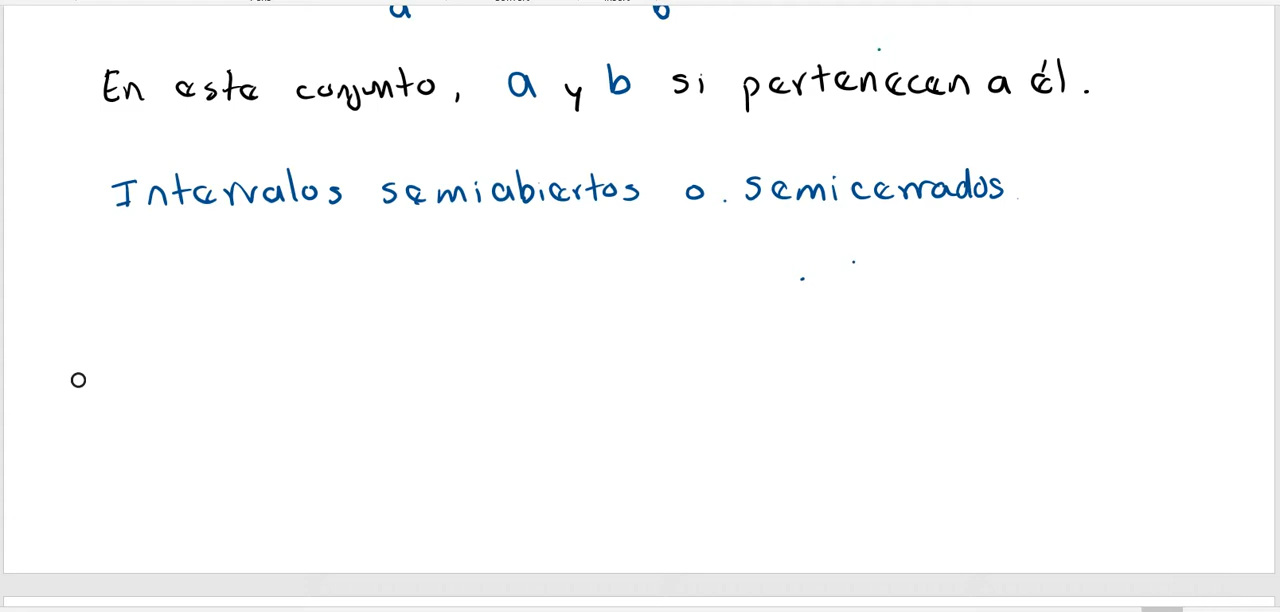 a b
En este conjunto, a y b si pertenecen a él.
Intervalos semiabiertos o. semicerrados